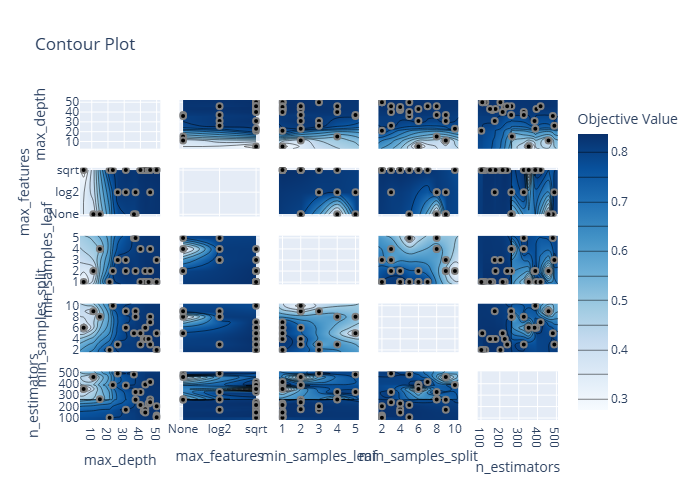 Contour Plot
Objective Value
max_depth
50
40
30
20
10
max_features
sqrt
log2
None
min_samples_leaf
5
4
3
2
1
min_samples_split
10
8
6
4
2
n_estimators
500
400
300
200
100
10 20 30 40 50
None log2 sqrt
1 2 3 4 5
2 4 6 8 10
100 200 300 400 500
max_depth max_features min_samples_leaf min_samples_split n_estimators
0.8
0.7
0.6
0.5
0.4
0.3